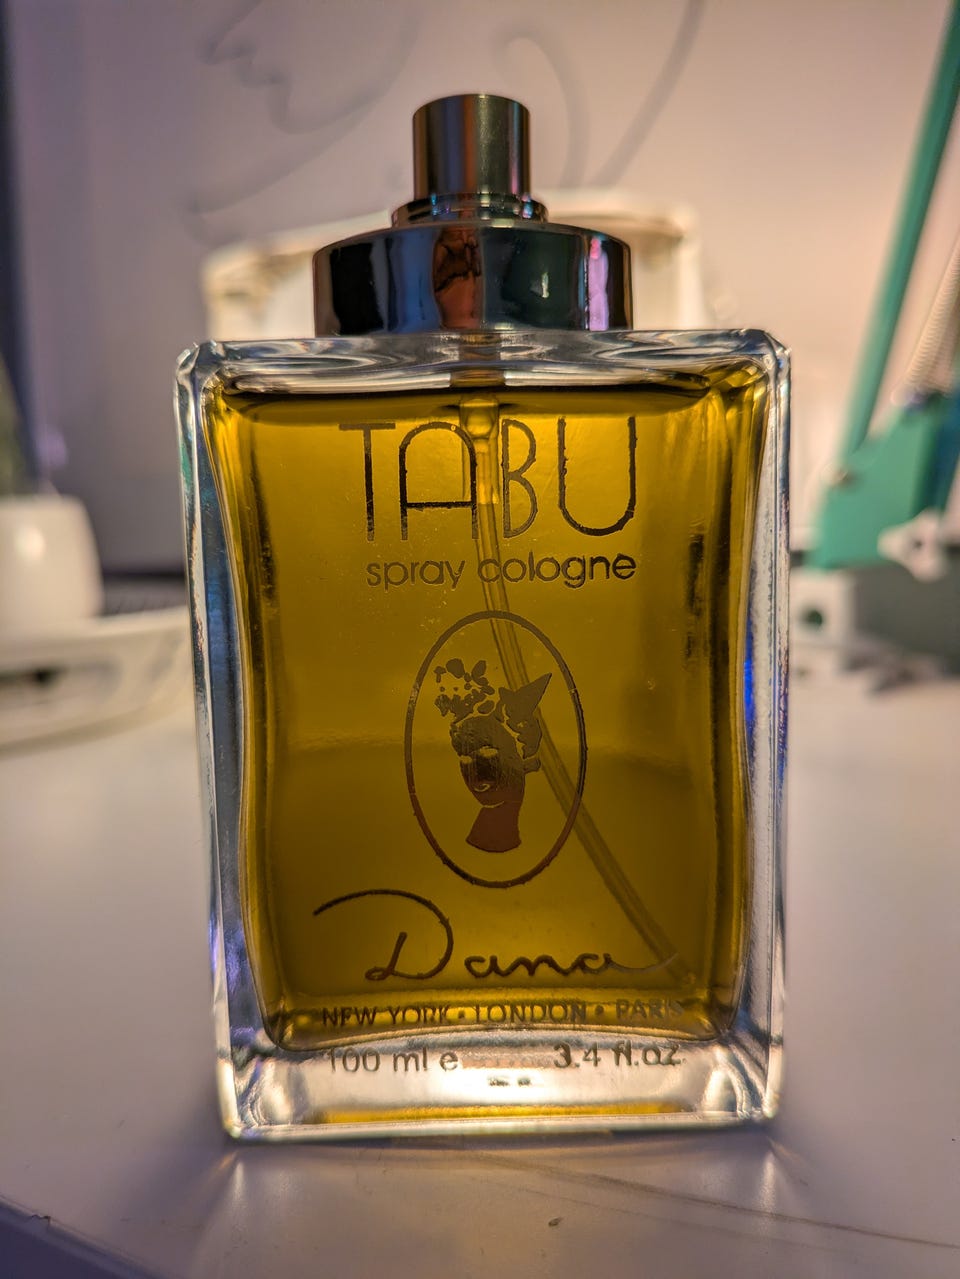 TABU
spray cologne
Dana
NEW YORK • LONDON • PARIS
100 ml e 3.4 fl.oz.